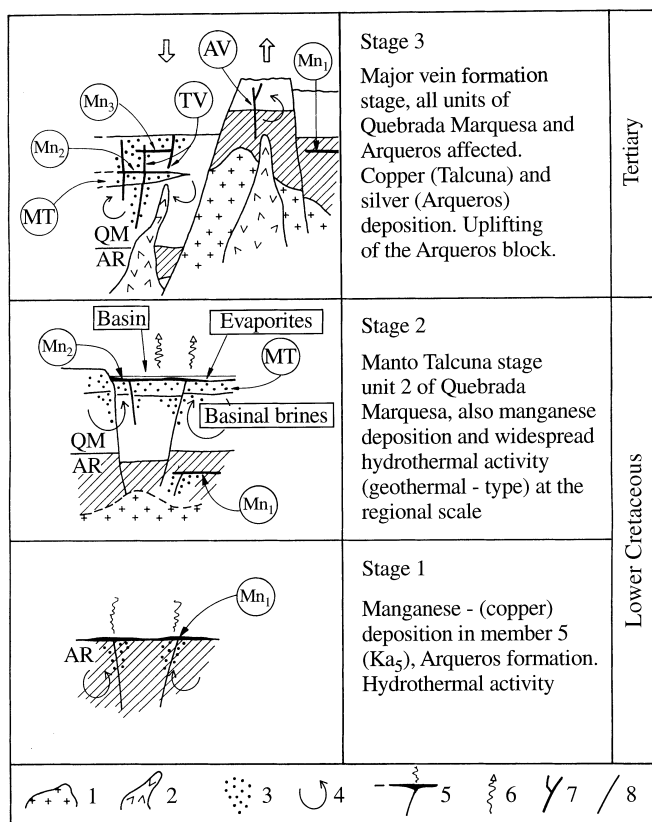 Stage 3
Major vein formation
stage, all units of
Quebrada Marquesa and
Arqueros affected.
Copper (Talcuna) and
silver (Arqueros)
deposition. Uplifting
of the Arqueros block.
Tertiary
AV
Mn1
Mn3
TV
Mn2
MT
QM
AR
Stage 2
Manto Talcuna stage
unit 2 of Quebrada
Marquesa, also manganese
deposition and widespread
hydrothermal activity
(geothermal - type) at the
regional scale
Lower Cretaceous
Basin
Evaporites
Mn2
MT
Basinal brines
QM
AR
Mn1
Stage 1
Manganese - (copper)
deposition in member 5
(Ka5), Arqueros formation.
Hydrothermal activity
Mn1
AR
1 2 3 4 5 6 7 8